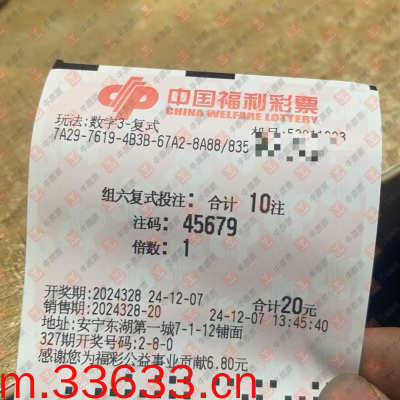 中国福利彩票
CHINA WELFARE LOTTERY
玩法:数字3-复式
7A29-7619-4B3B-67A2-8A88/835
组六复式投注: 合计 10注
注码: 45679
倍数: 1
开奖期:2024328 24-12-07 合计20元
销售期:2024328-20 24-12-07 13:45:40
地址:安宁东湖第一城7-1-12铺面
327期开奖号码:2-8-0
感谢您为福彩公益事业贡献6.80元
m.33633.cn